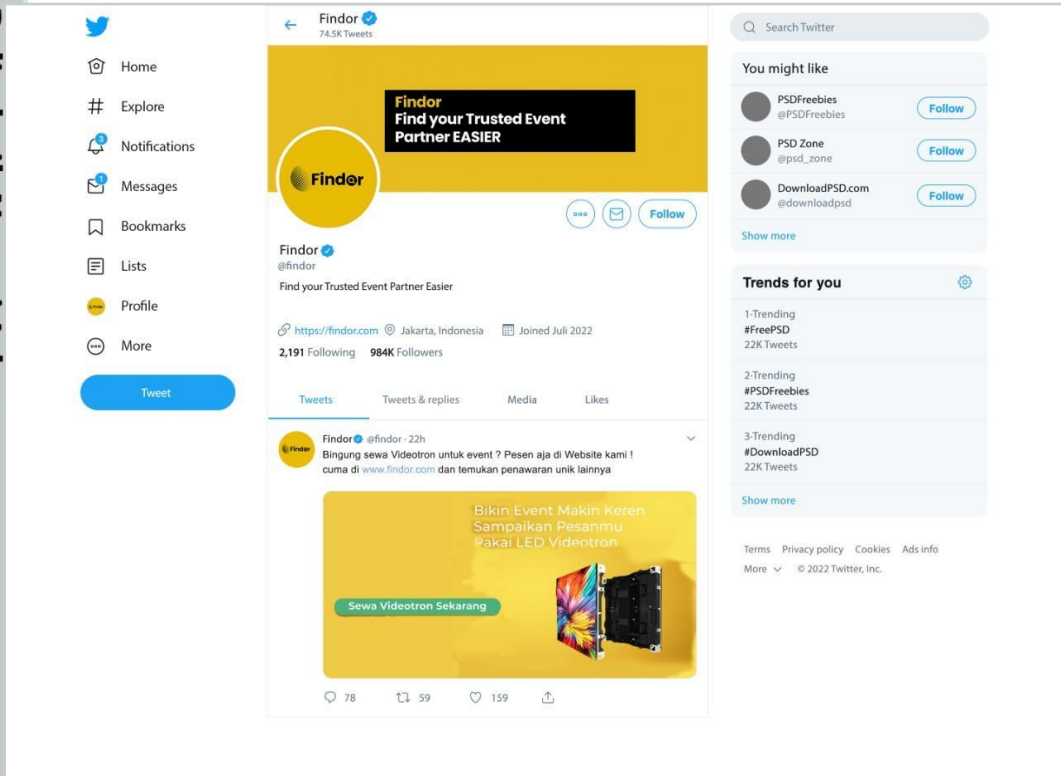 Home
Explore
3
Notifications
1
Messages
Bookmarks
Lists
Profile
More
Tweet
Findor
74.5K Tweets
Findor
Find your Trusted Event
Partner EASIER
Findor
Follow
Findor
@findor
Find your Trusted Event Partner Easier
https://findor.com Jakarta, Indonesia Joined Juli 2022
2,191 Following 984K Followers
Tweets Tweets & replies Media Likes
Findor
Findor @findor · 22h
Bingung sewa Videotron untuk event ? Pesen aja di Website kami !
cuma di www.findor.com dan temukan penawaran unik lainnya
Bikin Event Makin Keren
Sampaikan Pesanmu
Pakai LED Videotron
Sewa Videotron Sekarang
78 59 159
Search Twitter
You might like
PSDFreebies
@PSDFreebies
Follow
PSD Zone
@psd_zone
Follow
DownloadPSD.com
@downloadpsd
Follow
Show more
Trends for you
1-Trending
#FreePSD
22K Tweets
2-Trending
#PSDFreebies
22K Tweets
3-Trending
#DownloadPSD
22K Tweets
Show more
Terms Privacy policy Cookies Ads info
More © 2022 Twitter, Inc.